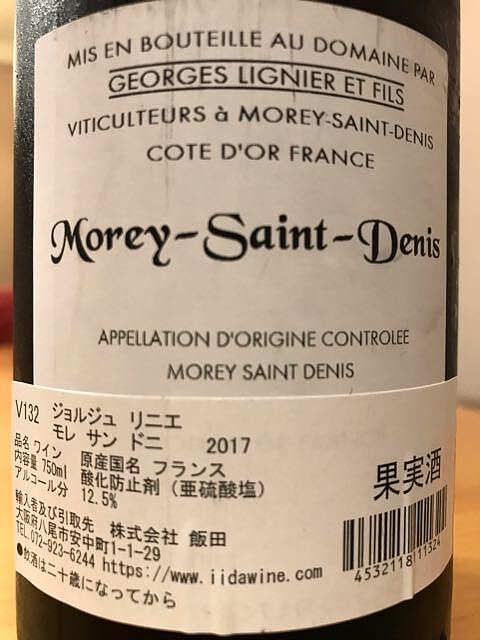 MIS EN BOUTEILLE AU DOMAINE PAR
GEORGES LIGNIER ET FILS
VITICULTEURS à MOREY-SAINT-DENIS
COTE D'OR FRANCE
Morey-Saint-Denis
APPELLATION D'ORIGINE CONTROLEE
MOREY SAINT DENIS
V132 ジョルジュ リニエ
モレ サン ドニ 2017
品名 ワイン 原産国名 フランス
内容量 750ml 酸化防止剤 (亜硫酸塩)
アルコール分 12.5%
果実酒
輸入者及び引取先 株式会社 飯田
大阪府八尾市安中町1-1-29
TEL.072-923-6244 https://www.iidawine.com
●飲酒は二十歳になってから
4532118111324